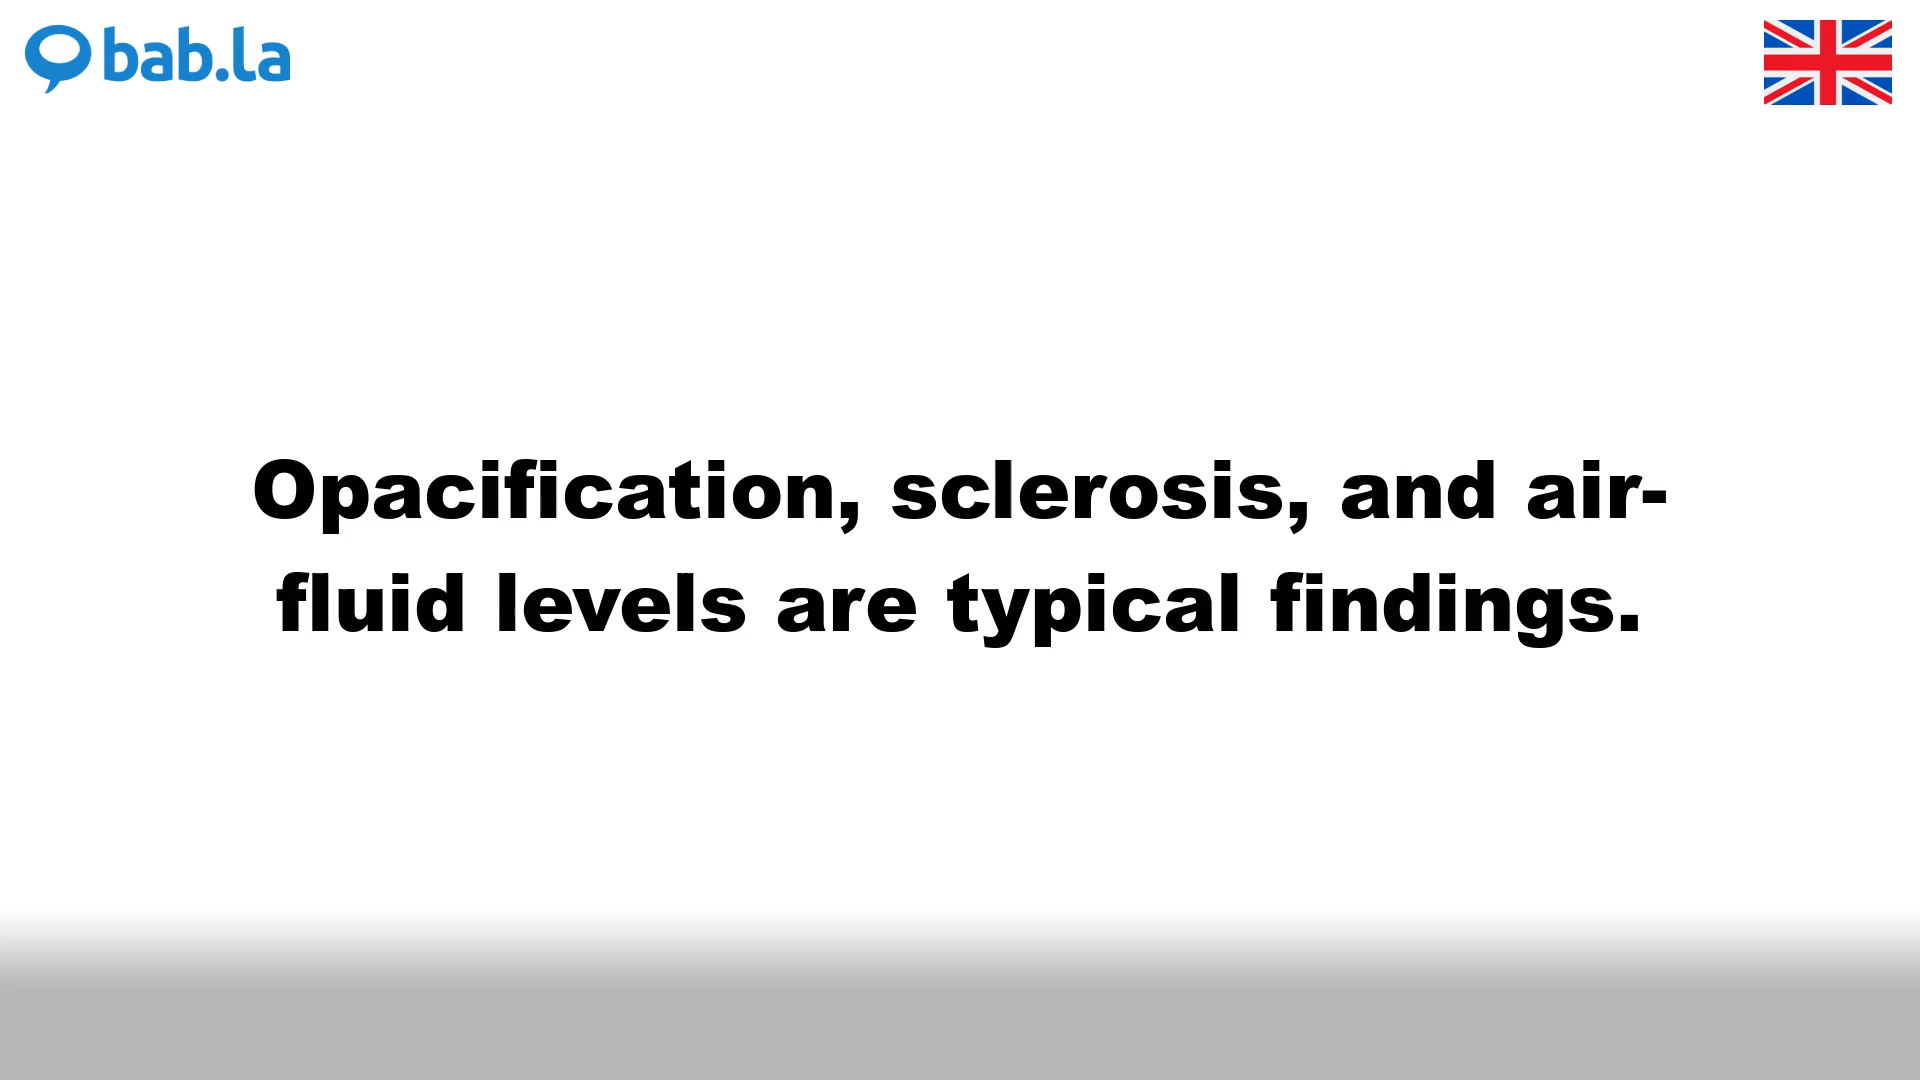 bab.la
Opacification, sclerosis, and air-
fluid levels are typical findings.